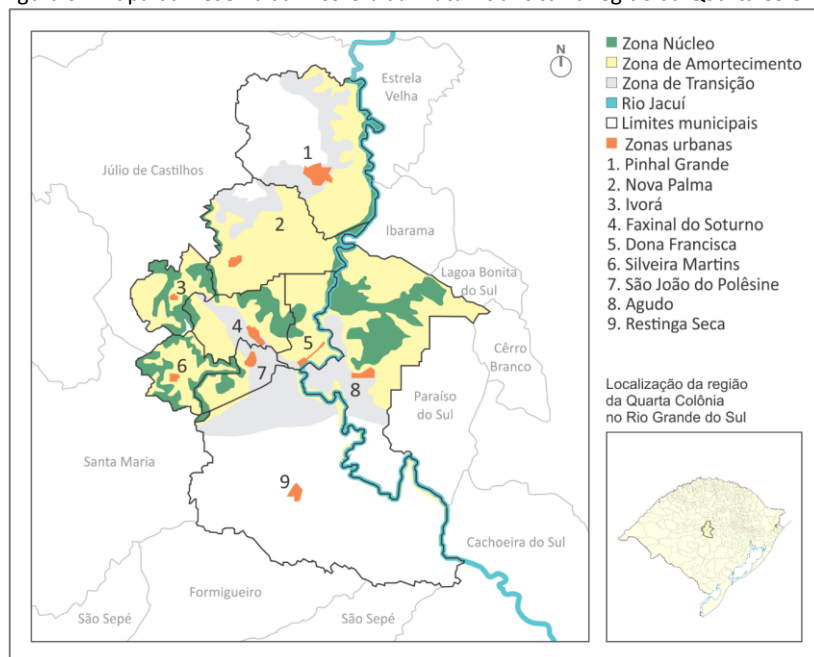 N
Estrela
Velha
Júlio de Castilhos
1
2
Ibarama
Lagoa Bonita
do Sul
3
4
5
Cêrro
Branco
6
7
8
Paraíso
do Sul
Santa Maria
9
Cachoeira do Sul
Formigueiro
São Sepé
São Sepé
Zona Núcleo
Zona de Amortecimento
Zona de Transição
Rio Jacuí
Limites municipais
Zonas urbanas
1. Pinhal Grande
2. Nova Palma
3. Ivorá
4. Faxinal do Soturno
5. Dona Francisca
6. Silveira Martins
7. São João do Polêsine
8. Agudo
9. Restinga Seca
Localização da região
da Quarta Colônia
no Rio Grande do Sul